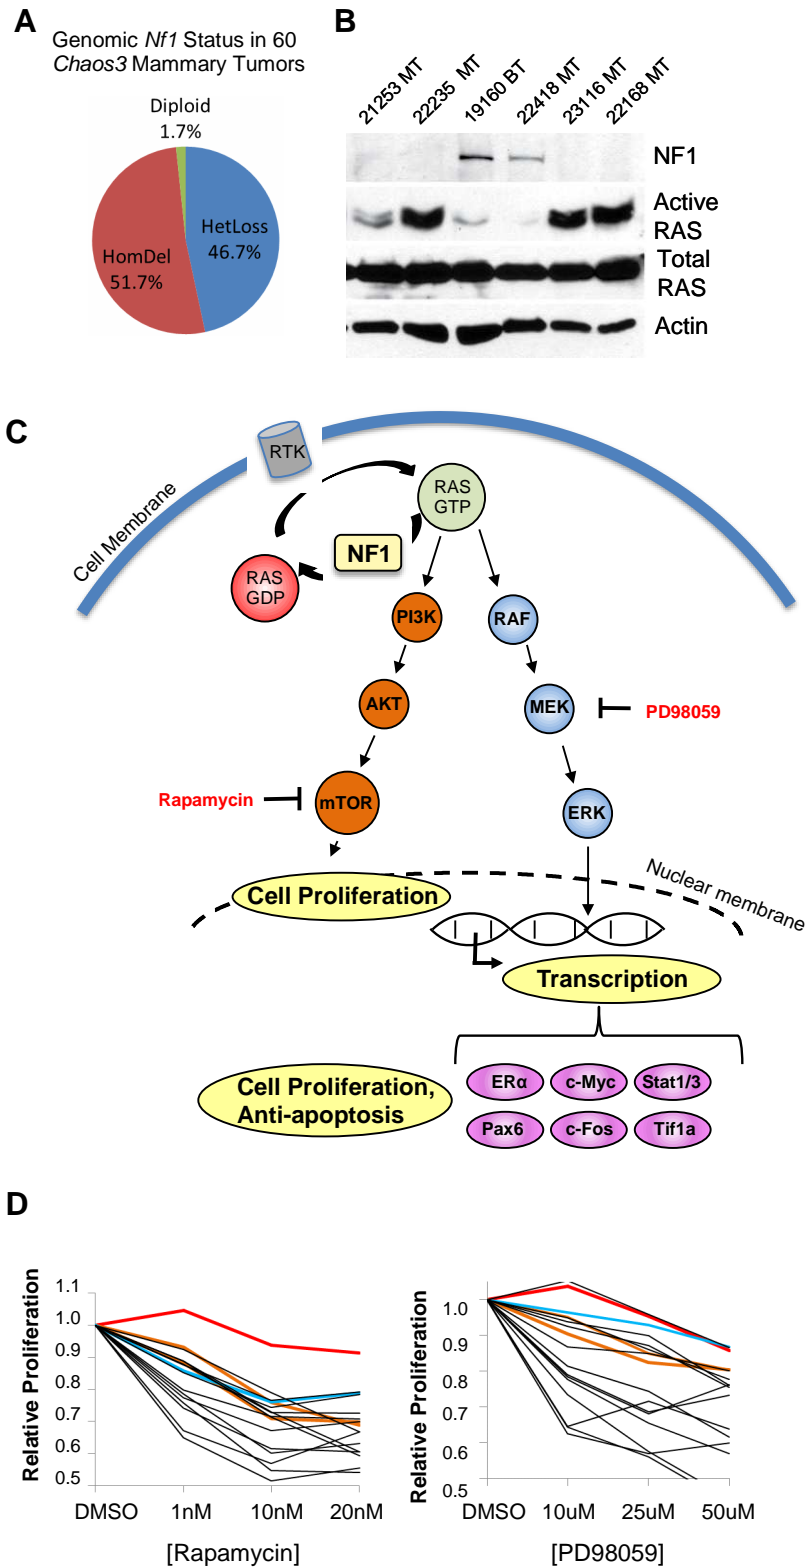 A
Genomic Nf1 Status in 60
Chaos3 Mammary Tumors
Diploid
1.7%
HetLoss
46.7%
HomDel
51.7%
B
21253 MT
22235 MT
19160 BT
22418 MT
23116 MT
22168 MT
NF1
Active
RAS
Total
RAS
Actin
C
Cell Membrane
RTK
RAS
GTP
NF1
RAS
GDP
PI3K
RAF
AKT
MEK
PD98059
Rapamycin
mTOR
ERK
Nuclear membrane
Cell Proliferation
Transcription
Cell Proliferation,
Anti-apoptosis
ERα
c-Myc
Stat1/3
Pax6
c-Fos
Tif1a
D
Relative Proliferation
1.1
1.0
0.9
0.8
0.7
0.6
0.5
DMSO
1nM
10nM
20nM
[Rapamycin]
Relative Proliferation
1.0
0.9
0.8
0.7
0.6
0.5
DMSO
10uM
25uM
50uM
[PD98059]